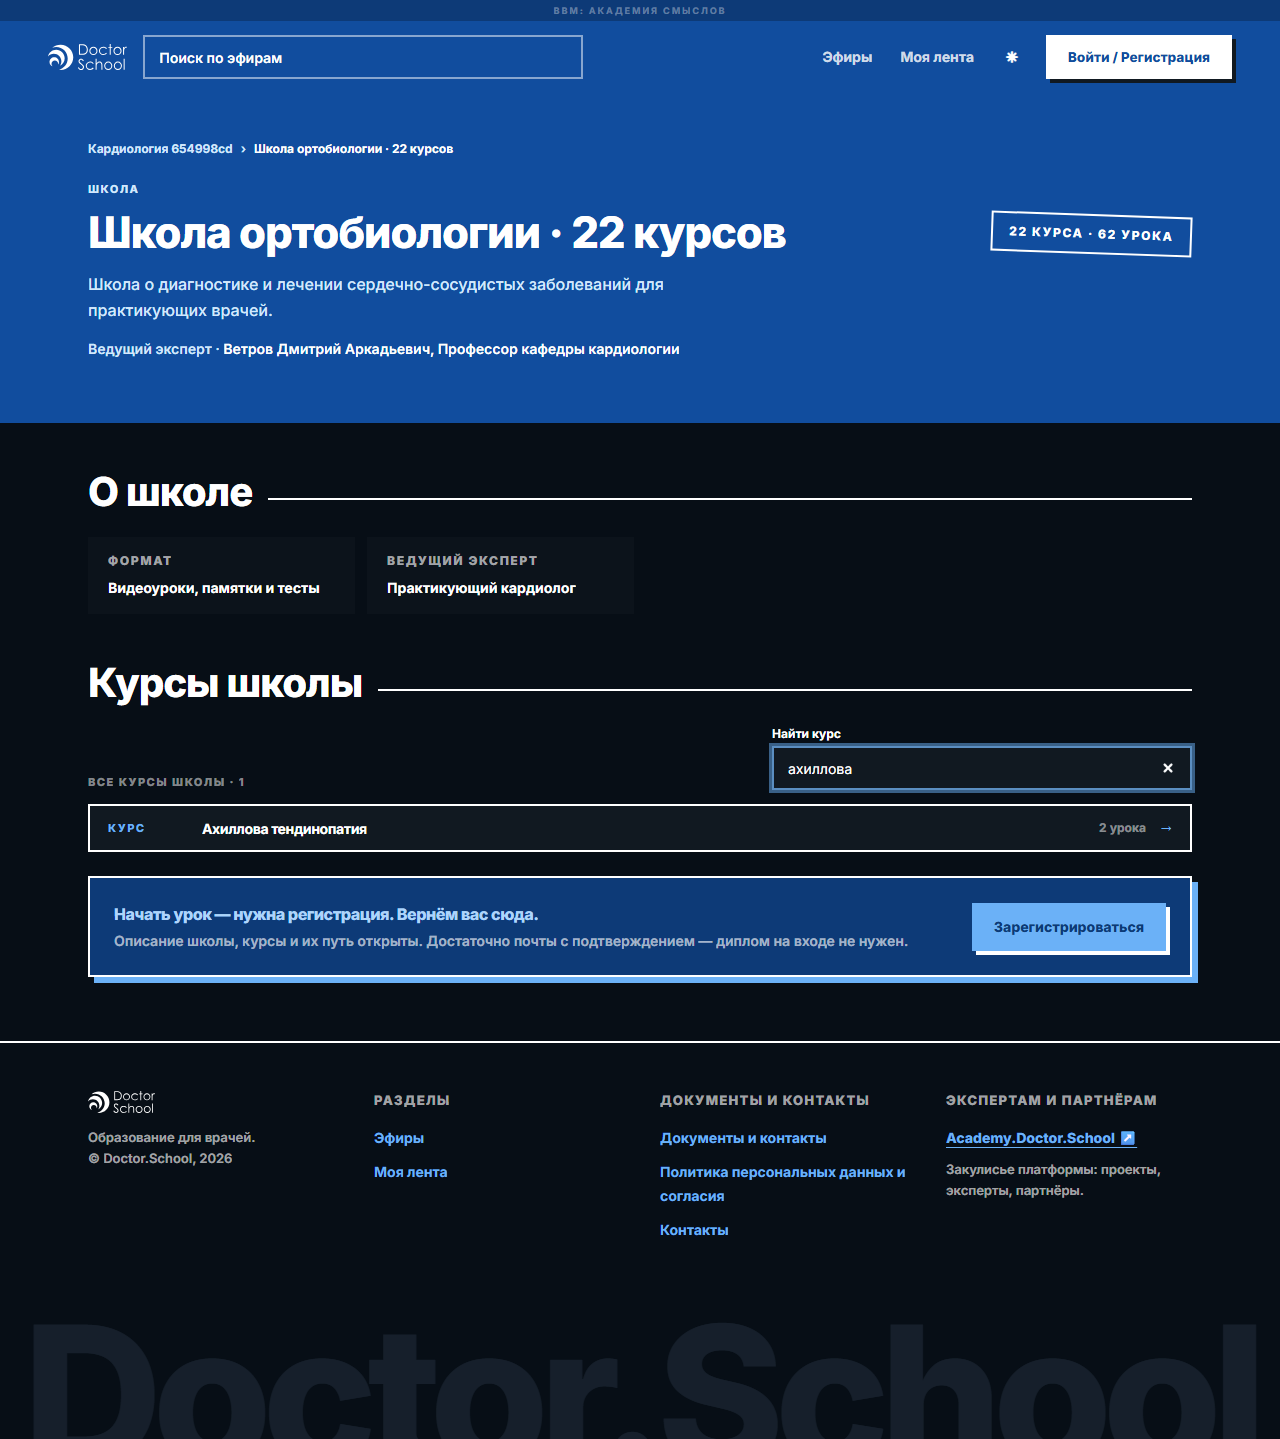 ВВМ: АКАДЕМИЯ СМЫСЛОВ
Doctor
School
Поиск по эфирам
Эфиры
Моя лента
Войти / Регистрация
Кардиология 654998cd › Школа ортобиологии · 22 курсов
ШКОЛА
Школа ортобиологии · 22 курсов
22 КУРСА · 62 УРОКА
Школа о диагностике и лечении сердечно-сосудистых заболеваний для
практикующих врачей.
Ведущий эксперт · Ветров Дмитрий Аркадьевич, Профессор кафедры кардиологии
О школе
ФОРМАТ
Видеоуроки, памятки и тесты
ВЕДУЩИЙ ЭКСПЕРТ
Практикующий кардиолог
Курсы школы
Найти курс
ахиллова
ВСЕ КУРСЫ ШКОЛЫ · 1
КУРС
Ахиллова тендинопатия
2 урока →
Начать урок — нужна регистрация. Вернём вас сюда.
Описание школы, курсы и их путь открыты. Достаточно почты с подтверждением — диплом на входе не нужен.
Зарегистрироваться
Doctor
School
Образование для врачей.
© Doctor.School, 2026
РАЗДЕЛЫ
Эфиры
Моя лента
ДОКУМЕНТЫ И КОНТАКТЫ
Документы и контакты
Политика персональных данных и
согласия
Контакты
ЭКСПЕРТАМ И ПАРТНЁРАМ
Academy.Doctor.School ↗
Закулисье платформы: проекты,
эксперты, партнёры.
Doctor.School